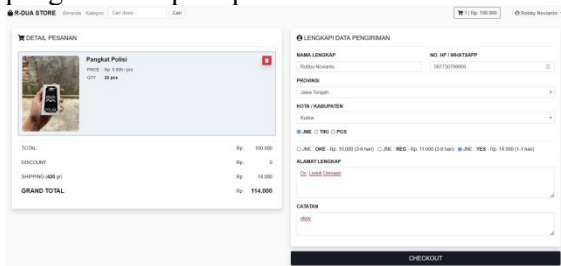 R-DUA STORE Beranda Kategori Cari disini... Cari 1 | Rp. 100.000 Robby Novianto
DETAIL PESANAN
Pangkat Polisi
PRICE : Rp. 5.000 / pcs
QTY : 20 pcs
TOTAL Rp 100.000
DISCOUNT Rp 0
SHIPPING (420 gr) Rp 14.000
GRAND TOTAL Rp 114.000
LENGKAPI DATA PENGIRIMAN
NAMA LENGKAP NO. HP / WHATSAPP
Robby Novianto
PROVINSI
Jawa Tengah
KOTA / KABUPATEN
Kudus
JNE TIKI POS
JNE OKE - Rp. 10.000 (3-6 hari) JNE REG - Rp. 11.000 (3-6 hari) JNE YES - Rp. 14.000 (1-1 hari)
ALAMAT LENGKAP
Ds.
CATATAN
CHECKOUT